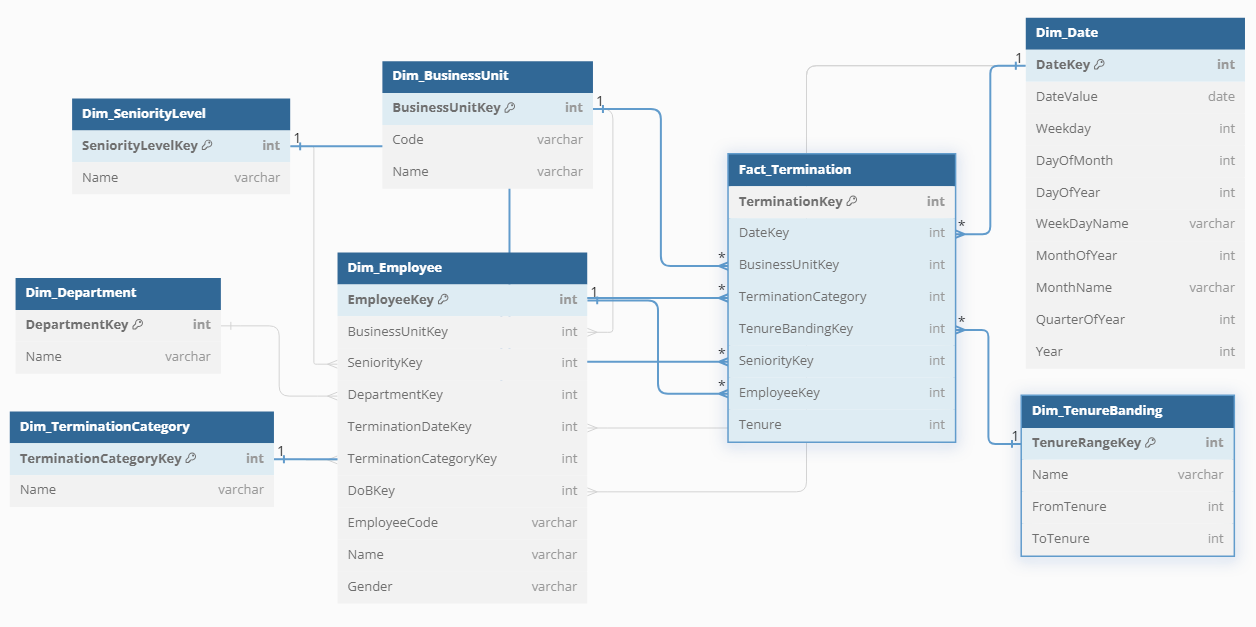 Dim_SeniorityLevel
SeniorityLevelKey int
Name varchar
Dim_BusinessUnit
BusinessUnitKey int
Code varchar
Name varchar
Dim_Date
DateKey int
DateValue date
Weekday int
DayOfMonth int
DayOfYear int
WeekDayName varchar
MonthOfYear int
MonthName varchar
QuarterOfYear int
Year int
Fact_Termination
TerminationKey int
DateKey int
BusinessUnitKey int
TerminationCategory int
TenureBandingKey int
SeniorityKey int
EmployeeKey int
Tenure int
Dim_Employee
EmployeeKey int
BusinessUnitKey int
SeniorityKey int
DepartmentKey int
TerminationDateKey int
TerminationCategoryKey int
DoBKey int
EmployeeCode varchar
Name varchar
Gender varchar
Dim_Department
DepartmentKey int
Name varchar
Dim_TerminationCategory
TerminationCategoryKey int
Name varchar
Dim_TenureBanding
TenureRangeKey int
Name varchar
FromTenure int
ToTenure int
1
1
1
1
1
1
*
*
*
*
*
*